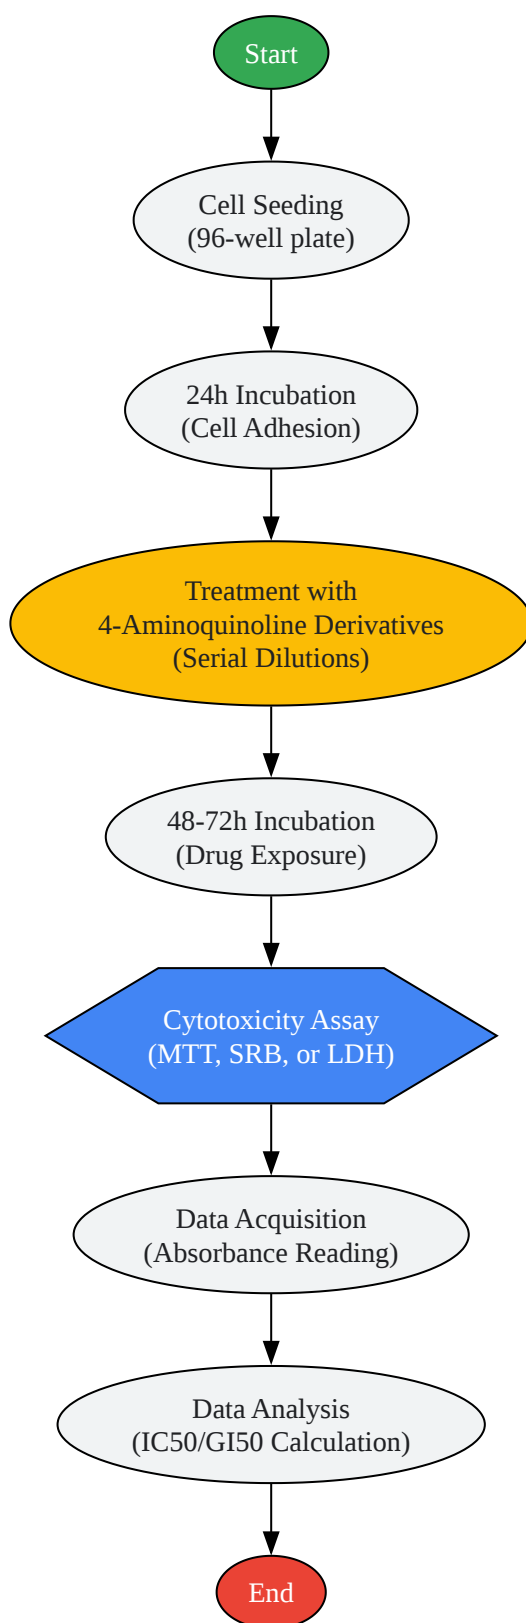 Start
Cell Seeding
(96-well plate)
24h Incubation
(Cell Adhesion)
Treatment with
4-Aminoquinoline Derivatives
(Serial Dilutions)
48-72h Incubation
(Drug Exposure)
Cytotoxicity Assay
(MTT, SRB, or LDH)
Data Acquisition
(Absorbance Reading)
Data Analysis
(IC50/GI50 Calculation)
End